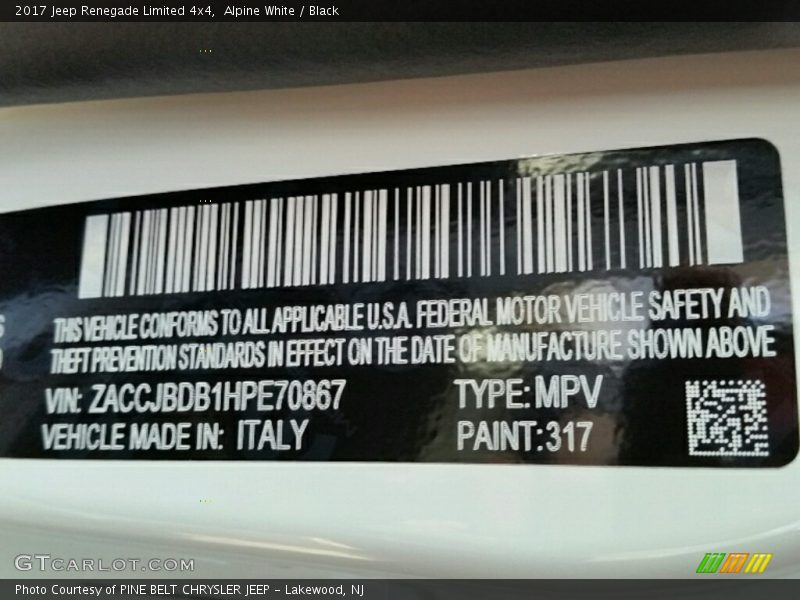 2017 Jeep Renegade Limited 4x4,  Alpine White / Black
THIS VEHICLE CONFORMS TO ALL APPLICABLE U.S.A. FEDERAL MOTOR VEHICLE SAFETY AND
THEFT PREVENTION STANDARDS IN EFFECT ON THE DATE OF MANUFACTURE SHOWN ABOVE
VIN: ZACCJBDB1HPE70867 TYPE: MPV
VEHICLE MADE IN: ITALY PAINT: 317
GTCARLOT.COM
Photo Courtesy of PINE BELT CHRYSLER JEEP - Lakewood, NJ